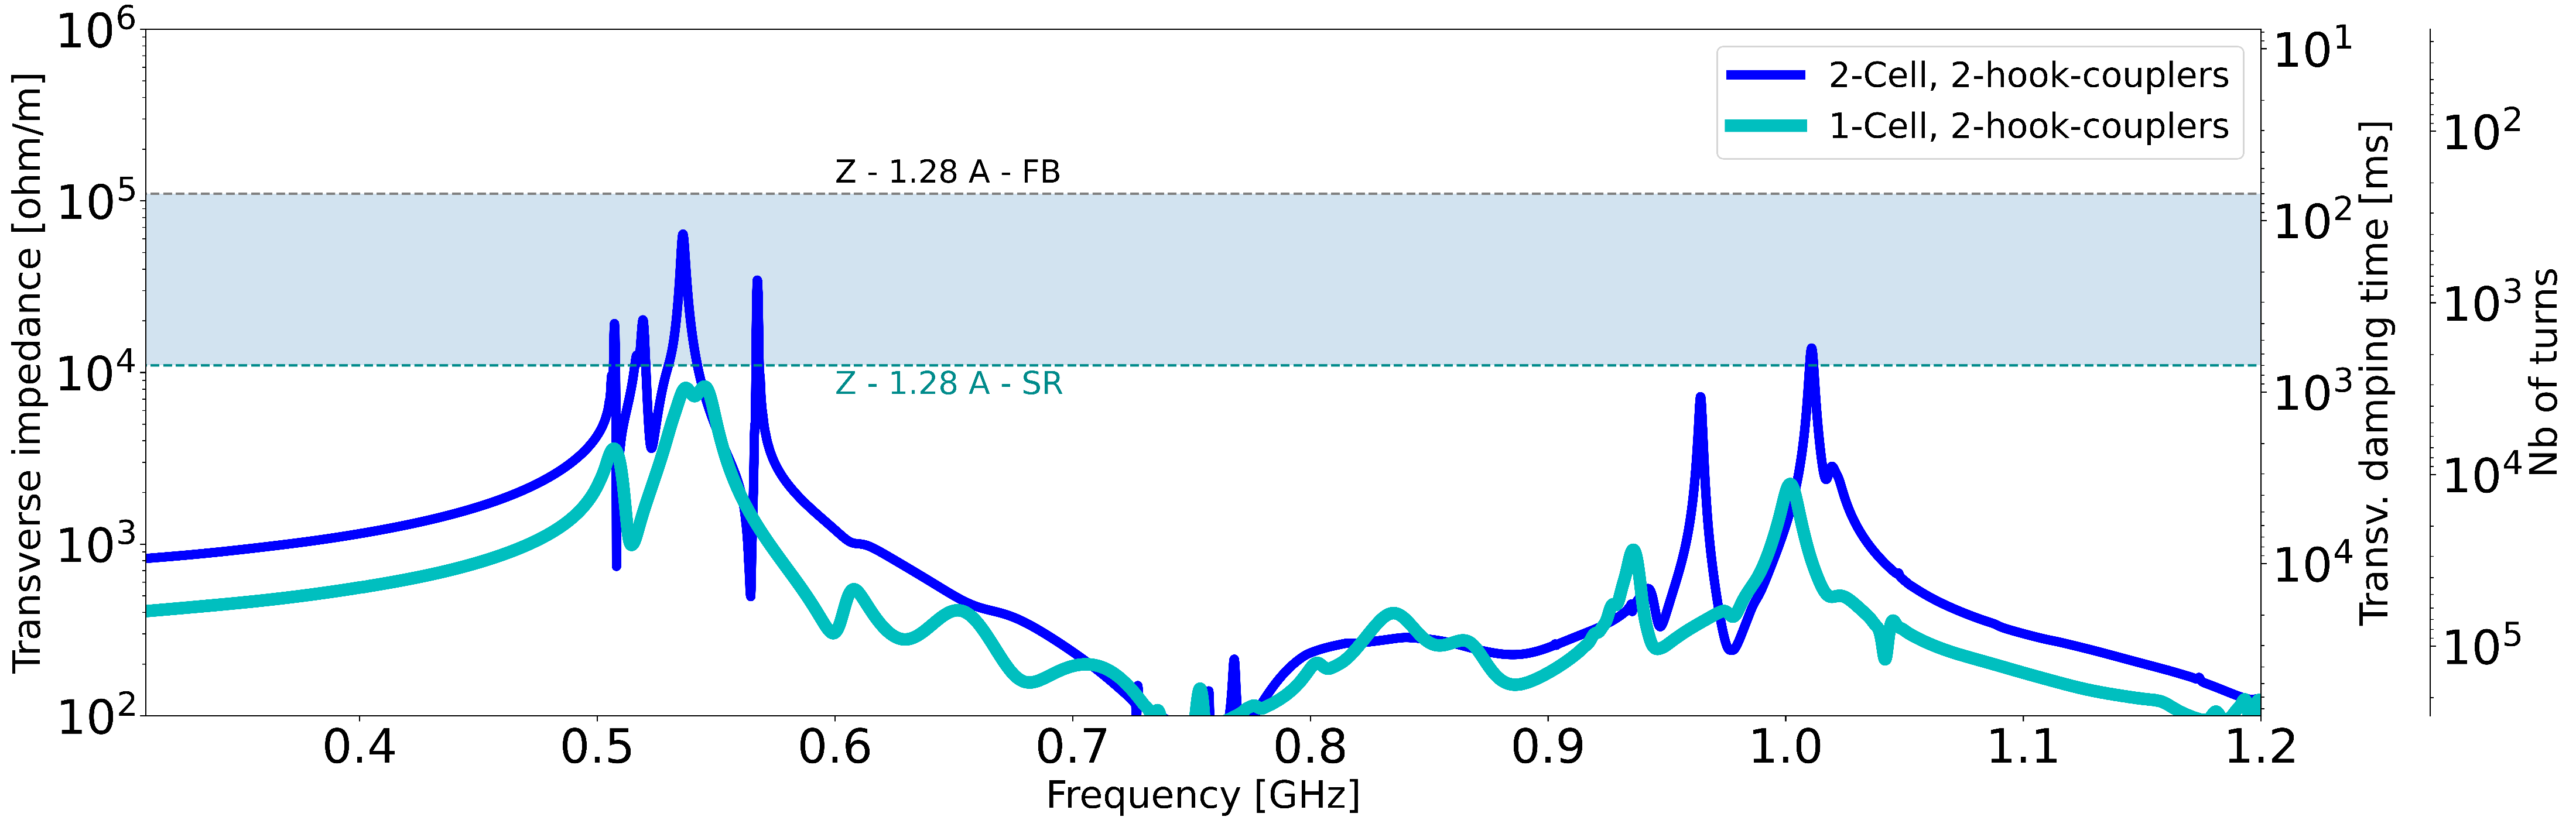 Transverse impedance [ohm/m]
10^6
10^5
10^4
10^3
10^2
2-Cell, 2-hook-couplers
1-Cell, 2-hook-couplers
Z - 1.28 A - FB
Z - 1.28 A - SR
0.4 0.5 0.6 0.7 0.8 0.9 1.0 1.1 1.2
Frequency [GHz]
10^1
10^2
10^3
10^4
Transv. damping time [ms]
10^2
10^3
10^4
10^5
Nb of turns